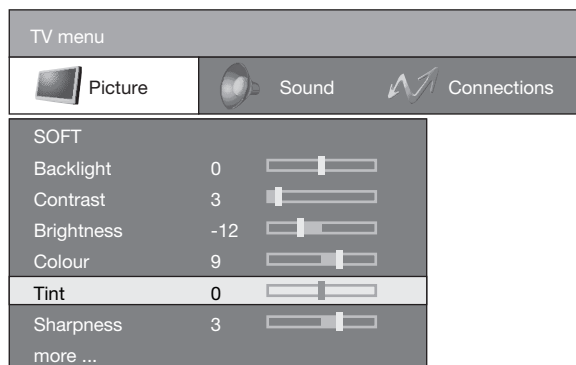 TV menu
Picture Sound Connections
SOFT
Backlight 0
Contrast 3
Brightness -12
Colour 9
Tint 0
Sharpness 3
more ...